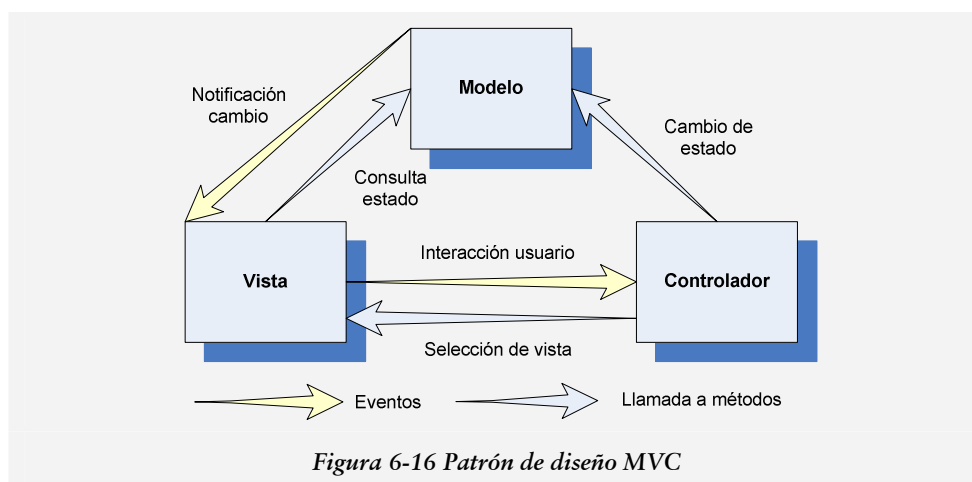 Modelo
Notificación
cambio
Cambio de
estado
Consulta
estado
Interacción usuario
Vista
Controlador
Selección de vista
Eventos
Llamada a métodos
Figura 6-16 Patrón de diseño MVC